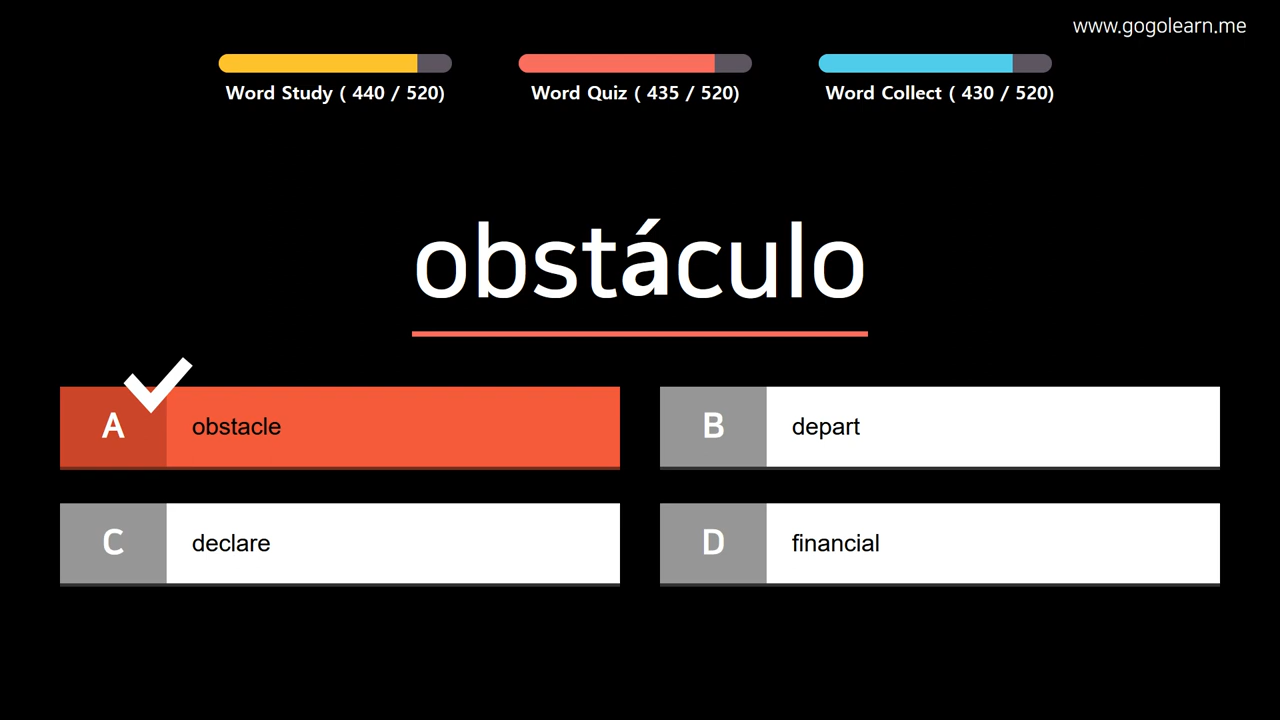 www.gogolearn.me
Word Study ( 440 / 520)
Word Quiz ( 435 / 520)
Word Collect ( 430 / 520)
obstáculo
A obstacle
B depart
C declare
D financial